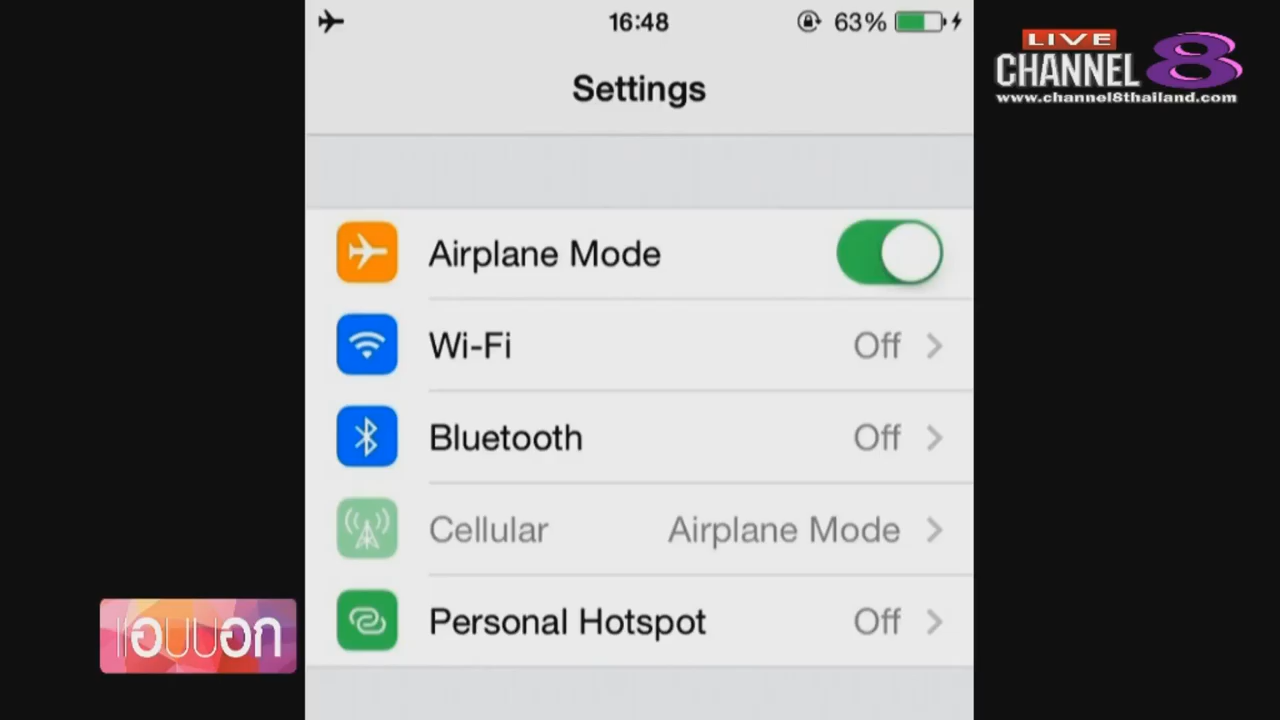 16:48
63%
LIVE
CHANNEL 8
www.channel8thailand.com
Settings
Airplane Mode
Wi-Fi Off
Bluetooth Off
Cellular Airplane Mode
Personal Hotspot Off
แอบบอก